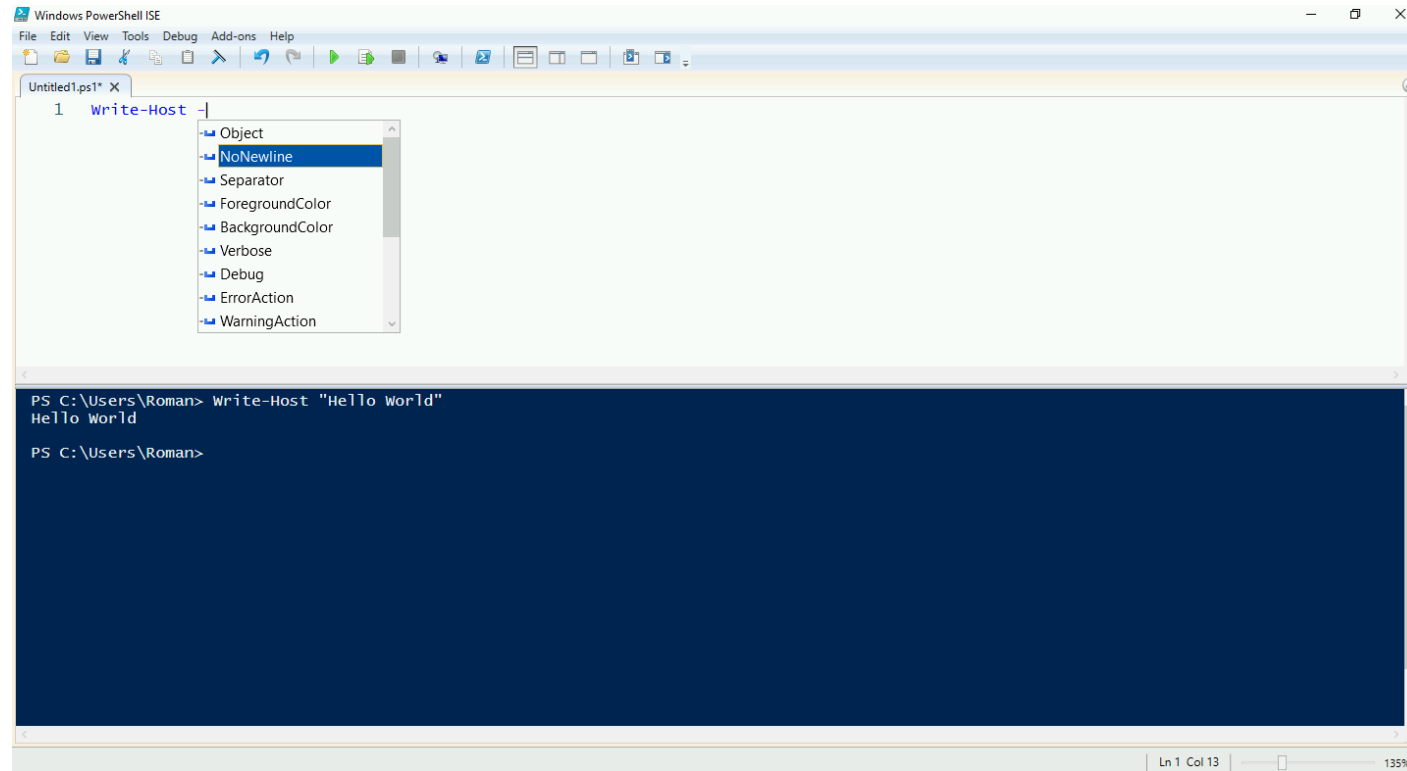 Windows PowerShell ISE
File Edit View Tools Debug Add-ons Help
Untitled1.ps1* X
1 Write-Host -
Object
NoNewline
Separator
ForegroundColor
BackgroundColor
Verbose
Debug
ErrorAction
WarningAction
PS C:\Users\Roman> Write-Host "Hello World"
Hello World
PS C:\Users\Roman>
Ln 1 Col 13 135%